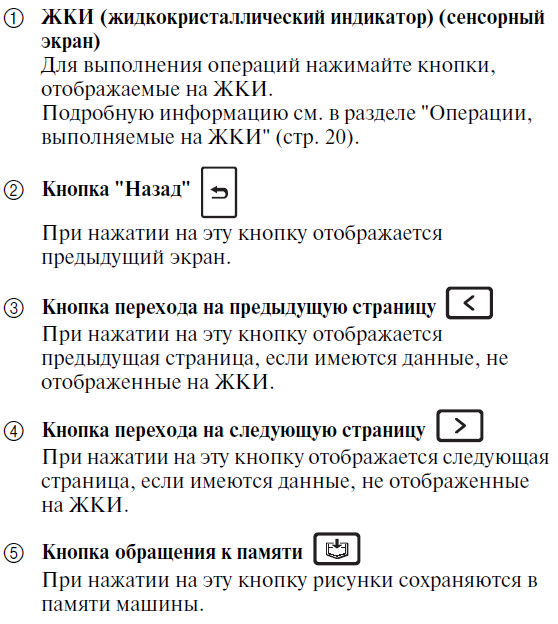 ① ЖКИ (жидкокристаллический индикатор) (сенсорный
экран)
Для выполнения операций нажимайте кнопки,
отображаемые на ЖКИ.
Подробную информацию см. в разделе "Операции,
выполняемые на ЖКИ" (стр. 20).
② Кнопка "Назад"
При нажатии на эту кнопку отображается
предыдущий экран.
③ Кнопка перехода на предыдущую страницу <
При нажатии на эту кнопку отображается
предыдущая страница, если имеются данные, не
отображенные на ЖКИ.
④ Кнопка перехода на следующую страницу >
При нажатии на эту кнопку отображается следующая
страница, если имеются данные, не отображенные
на ЖКИ.
⑤ Кнопка обращения к памяти
При нажатии на эту кнопку рисунки сохраняются в
памяти машины.